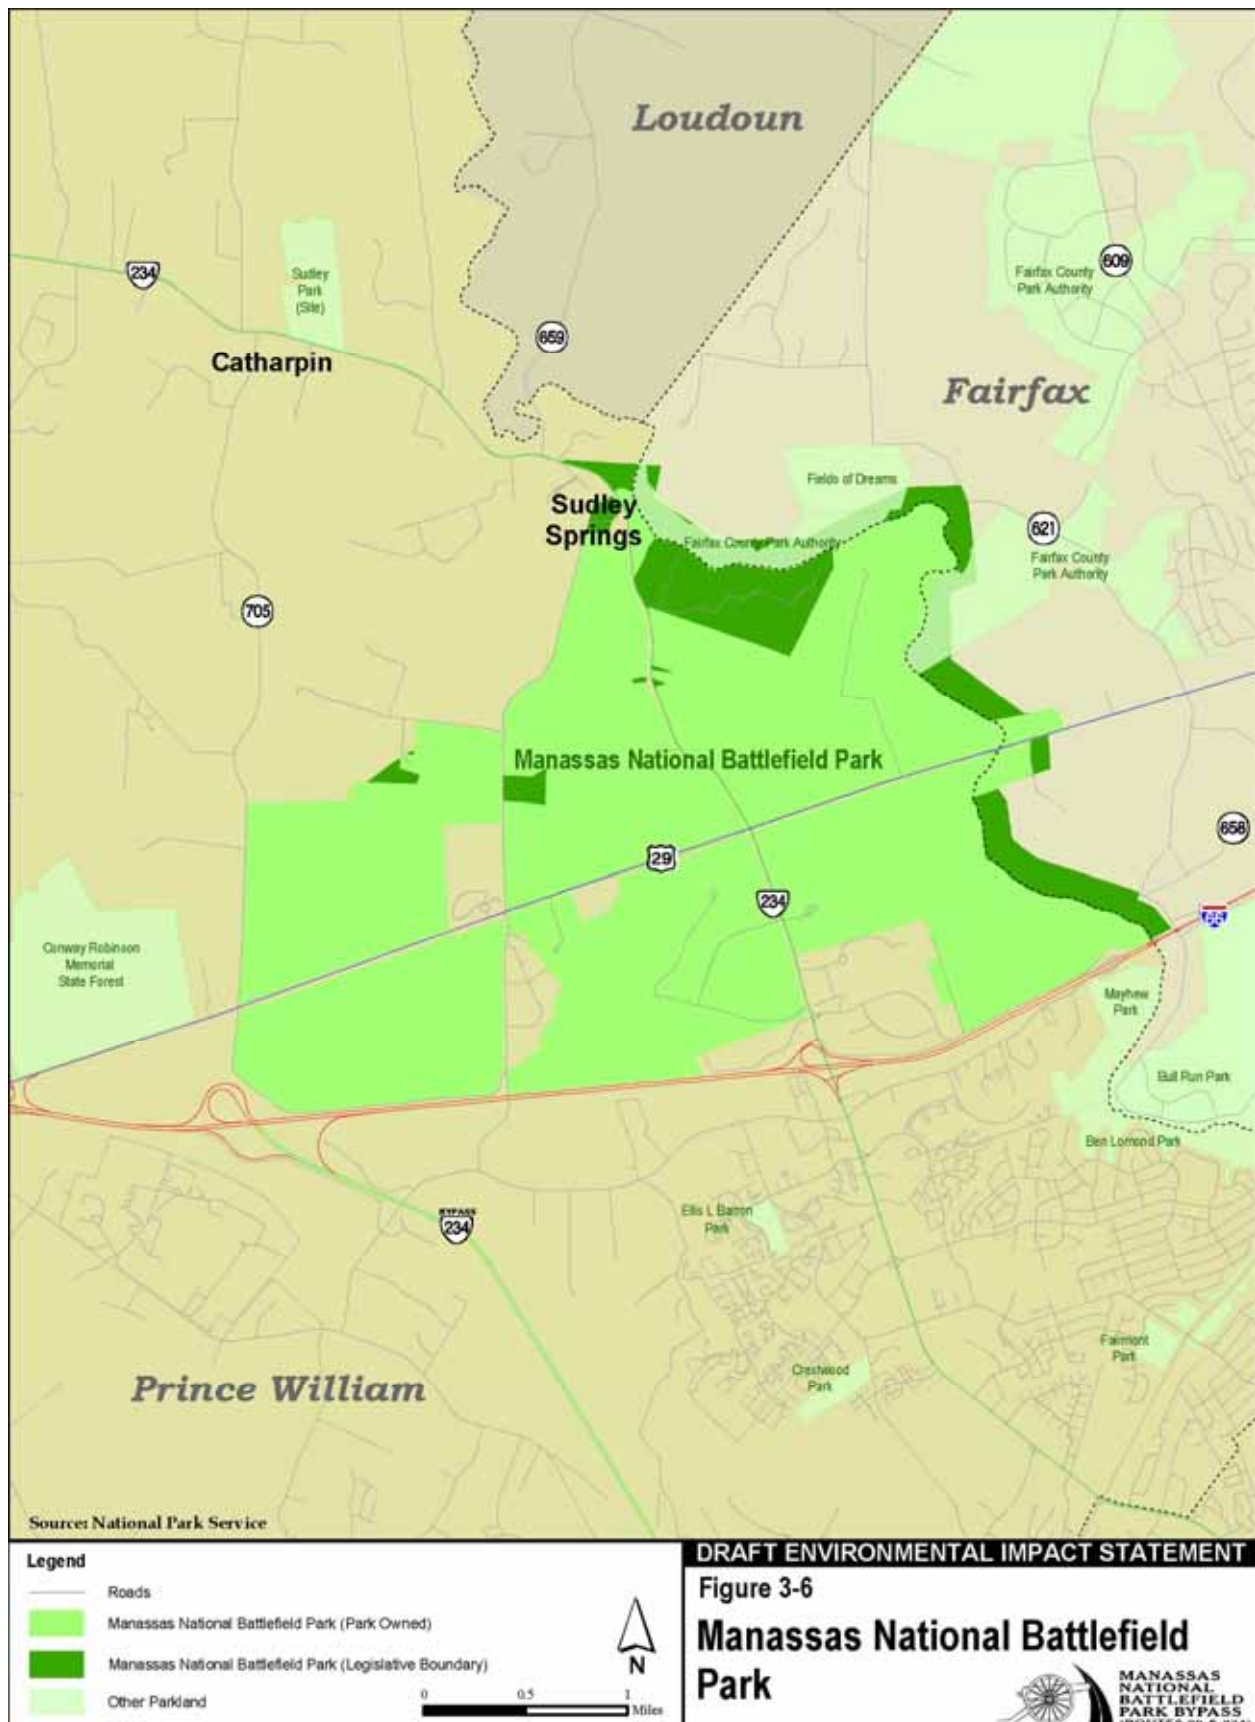 Loudoun
609
Fairfax County
Park Authority
234
Sudley
Park
(Site)
659
Catharpin
Fairfax
Fields of Dreams
Sudley
Springs
Fairfax County Park Authority
621
Fairfax County
Park Authority
705
Manassas National Battlefield Park
29
658
234
66
Conway Robinson
Memorial
State Forest
Mayhew
Park
Bull Run Park
Ben Lomond Park
Ellis L Barron
Park
BYPASS
234
Fairmont
Park
Crestwood
Park
Prince William
Source: National Park Service
Legend
Roads
Manassas National Battlefield Park (Park Owned)
Manassas National Battlefield Park (Legislative Boundary)
Other Parkland
N
0 0.5 1
Miles
DRAFT ENVIRONMENTAL IMPACT STATEMENT
Figure 3-6
Manassas National Battlefield
Park
MANASSAS
NATIONAL
BATTLEFIELD
PARK BYPASS